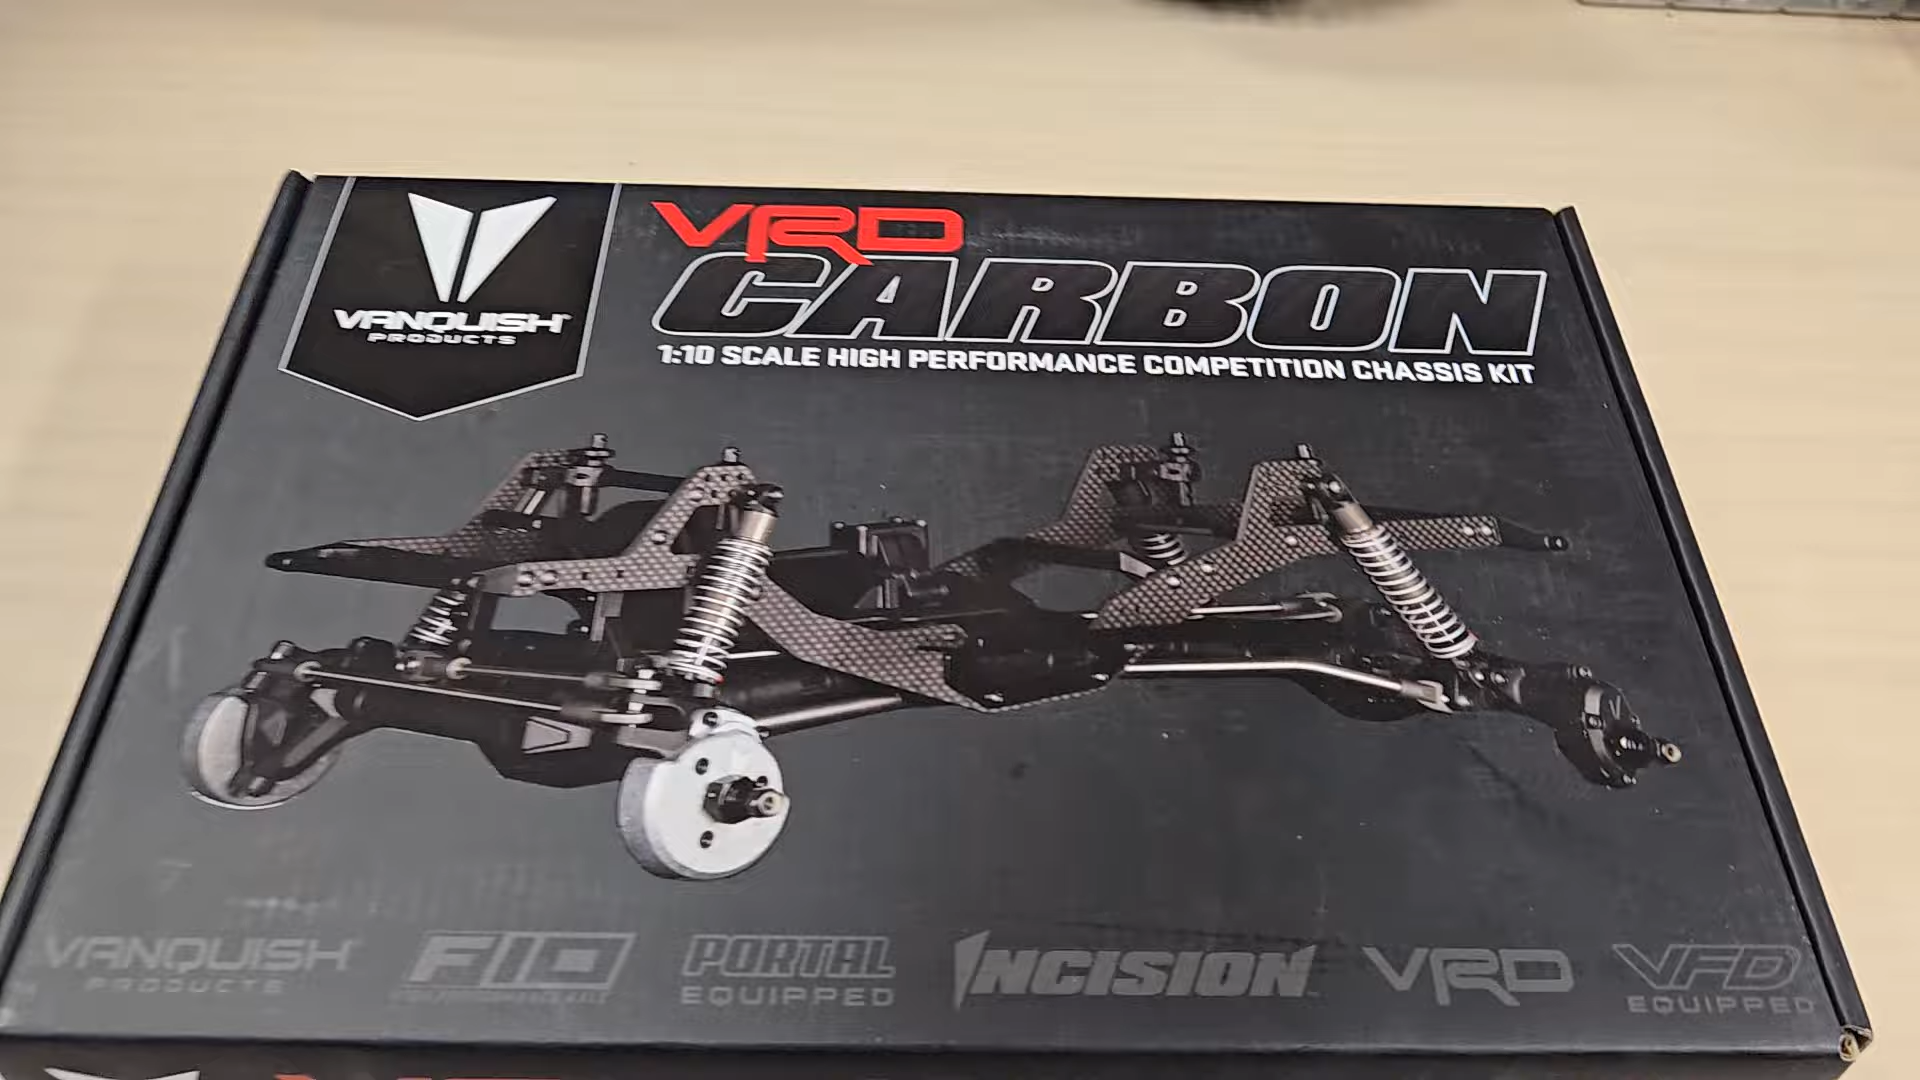 VANQUISH
PRODUCTS
VRD
CARBON
1:10 SCALE HIGH PERFORMANCE COMPETITION CHASSIS KIT
VANQUISH
PRODUCTS
F10
PORTAL
EQUIPPED
INCISION
VRD
VFD
EQUIPPED